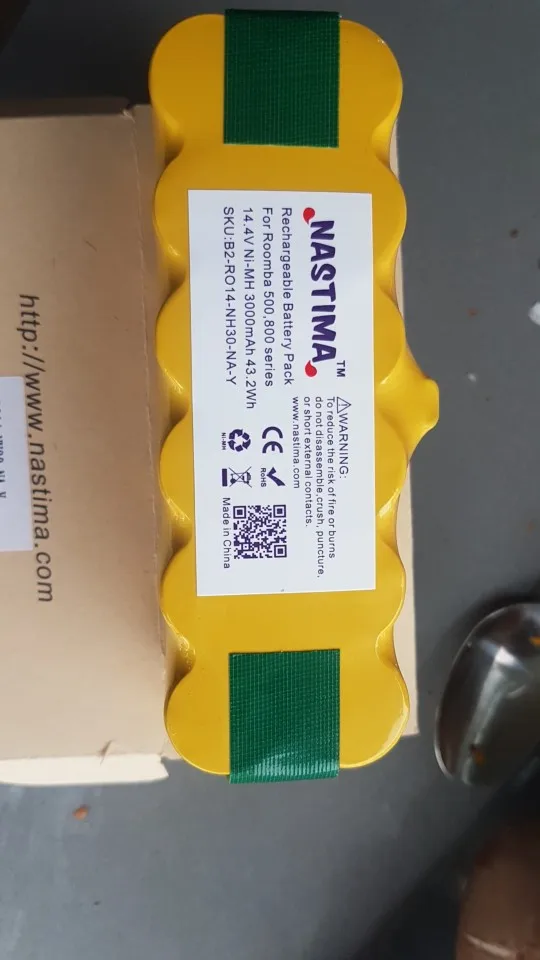 NASTIMA™
Rechargeable Battery Pack
For Roomba 500,800 series
14.4V Ni-MH 3000mAh 43.2Wh
SKU:B2-RO14-NH30-NA-Y
⚠WARNING:
To reduce the risk of fire or burns
do not disassemble,crush, puncture,
or short external contacts.
www.nastima.com
CE
RoHS
Ni-MH
Made in China
http://www.nastima.com